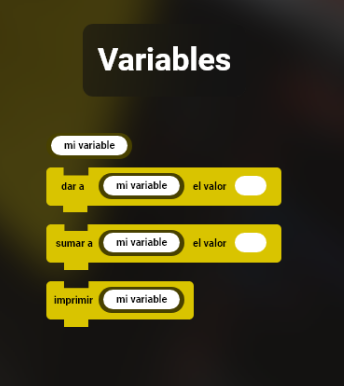 Variables
mi variable
dar a mi variable el valor
sumar a mi variable el valor
imprimir mi variable